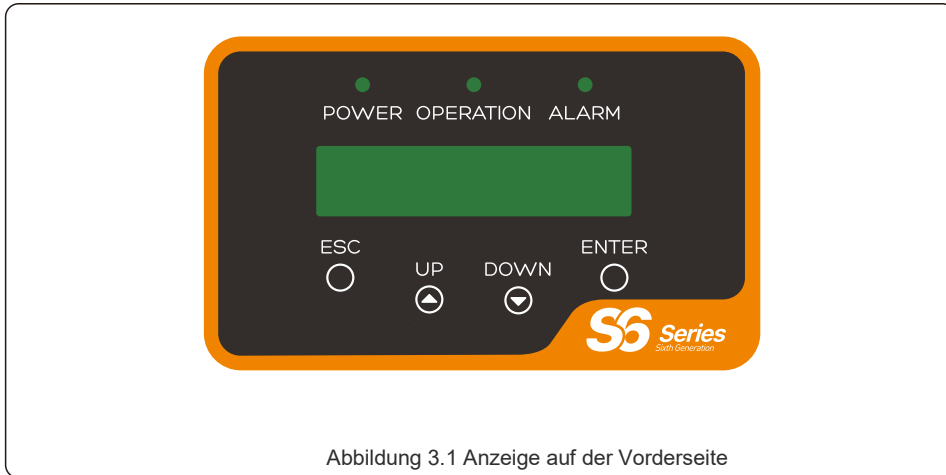 POWER OPERATION ALARM
ESC
ENTER
UP
DOWN
S6 Series
Sixth Generation
Abbildung 3.1 Anzeige auf der Vorderseite